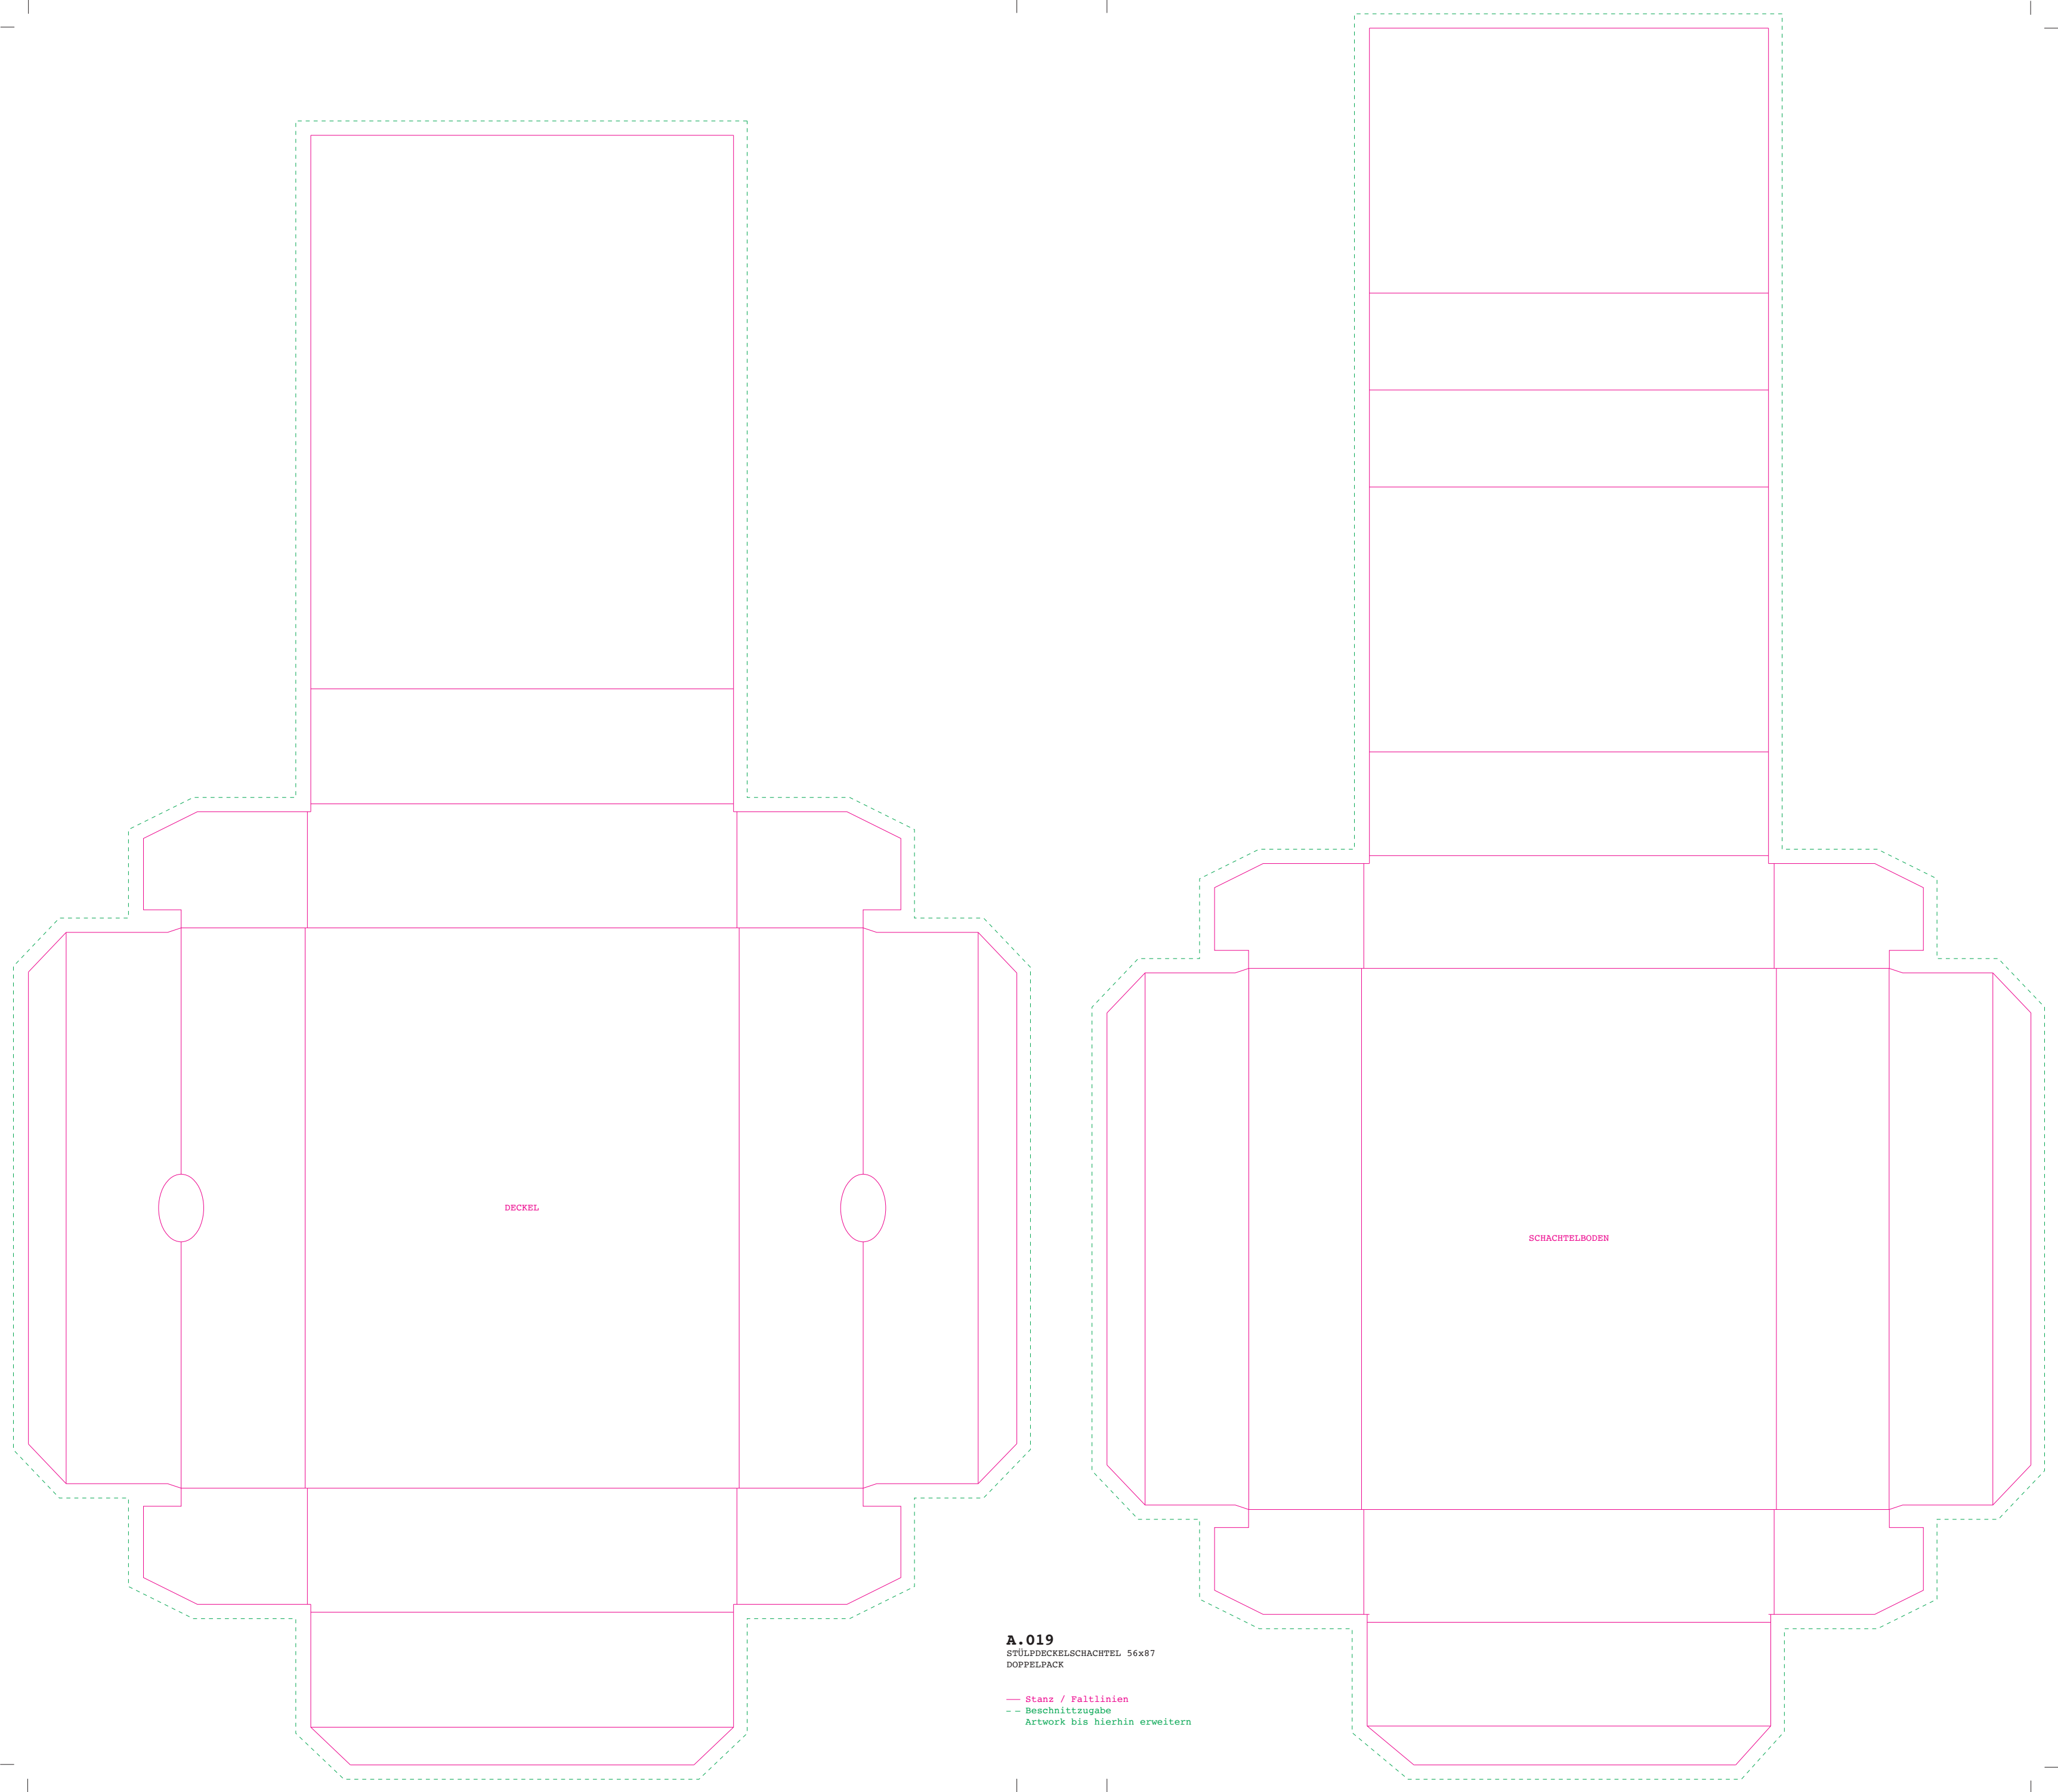 DECKEL
SCHACHTELBODEN
A.019
STÜLPDECKELSCHACHTEL 56x87
DOPPELPACK
Stanz / Faltlinien
Beschnittzugabe
Artwork bis hierhin erweitern